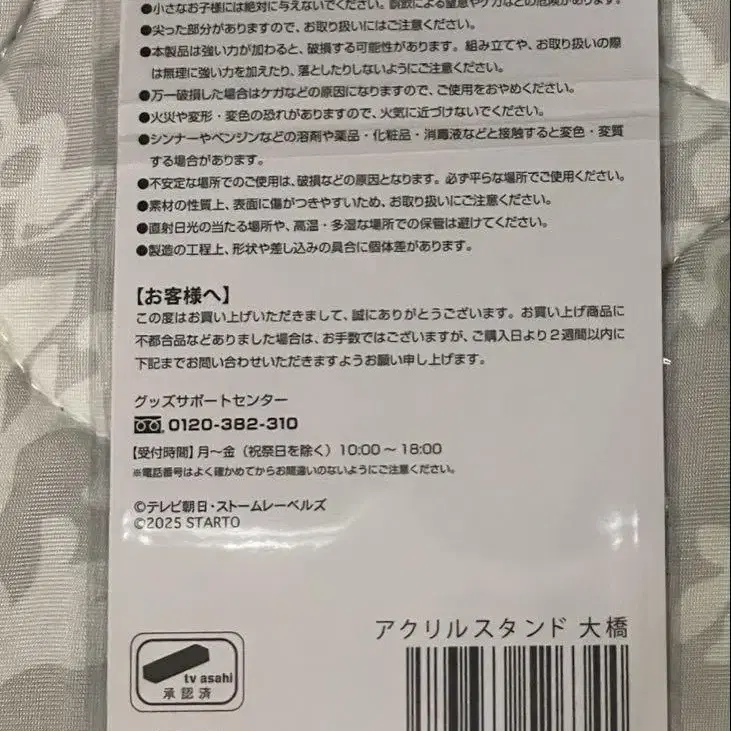 ●小さなお子様には絶対に与えないでください。誤飲による窒息やケガなどの危険があります。
●尖った部分がありますので、お取り扱いにはご注意ください。
●本製品は強い力が加わると、破損する可能性があります。組み立てや、お取り扱いの際
は無理に強い力を加えたり、落としたりしないようにご注意ください。
●万一破損した場合はケガなどの原因になりますので、ご使用をおやめください。
●火災や変形・変色の恐れがありますので、火気に近づけないでください。
●シンナーやベンジンなどの溶剤や薬品・化粧品・消毒液などと接触すると変色・変質
する場合があります。
●不安定な場所でのご使用は、破損などの原因となります。必ず平らな場所でご使用ください。
●素材の性質上、表面に傷がつきやすいため、お取り扱いにご注意ください。
●直射日光の当たる場所や、高温・多湿な場所での保管は避けてください。
●製造の工程上、形状や差し込みの具合に個体差があります。
【お客様へ】
この度はお買い上げいただきまして、誠にありがとうございます。お買い上げ商品に
不都合品などありました場合は、お手数ではございますが、ご購入日より2週間以内に
下記までお問い合わせいただきますようお願い申し上げます。
グッズサポートセンター
0120-382-310
【受付時間】月〜金（祝祭日を除く）10:00〜18:00
※電話番号はよく確かめてからお間違いのないようにご注意ください。
©テレビ朝日・ストームレーベルズ
©2025 STARTO
アクリルスタンド 大橋
tv asahi
承認済